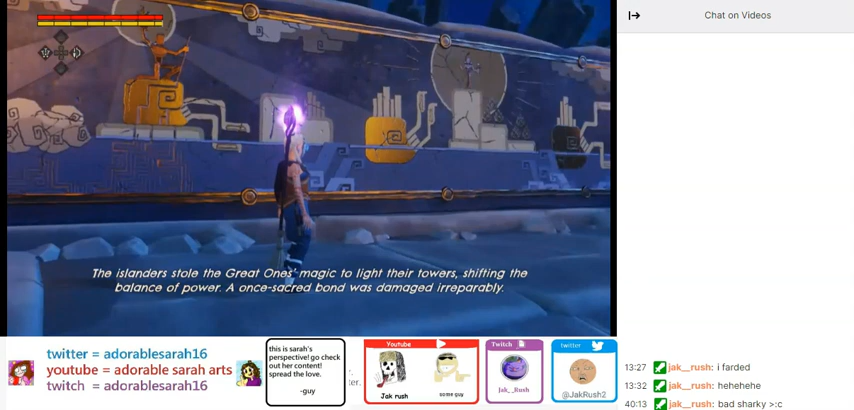 Chat on Videos
The islanders stole the Great Ones' magic to light their towers, shifting the
balance of power. A once-sacred bond was damaged irreparably.
twitter = adorablesarah16
youtube = adorable sarah arts
twitch = adorablesarah16
this is sarah's
perspective! go check
out her content!
spread the love.
-guy
ter.
Youtube
Jak rush
some guy
Twitch
Jak_ _Rush
twitter
@JakRush2
13:27 jak__rush: i farded
13:32 jak__rush: hehehehe
40:13 jak__rush: bad sharky >:c